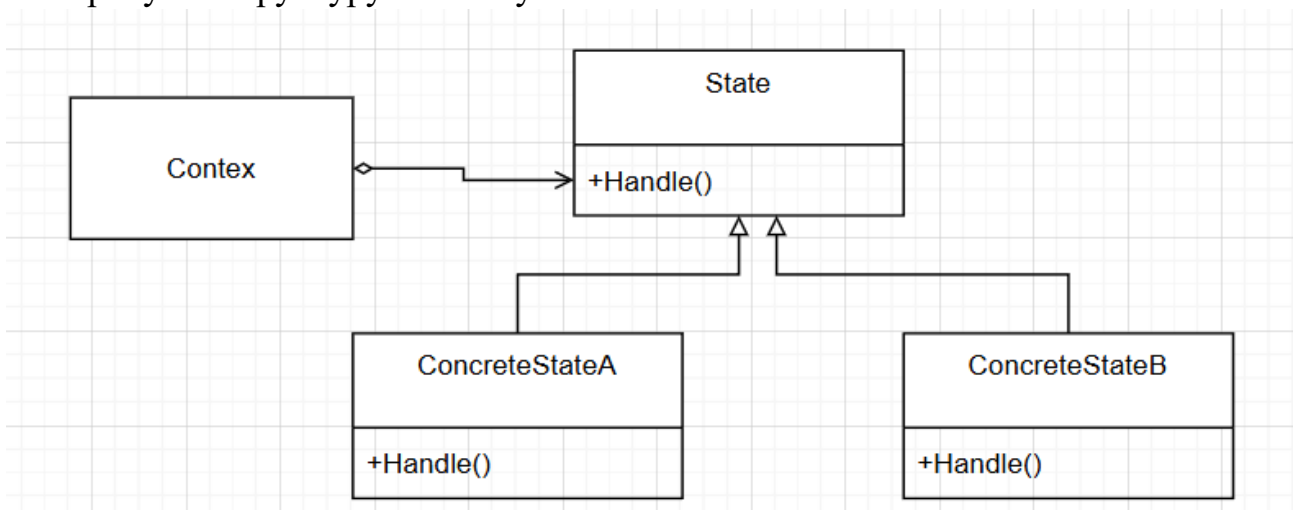 State
Contex
+Handle()
ConcreteStateA
ConcreteStateB
+Handle()
+Handle()